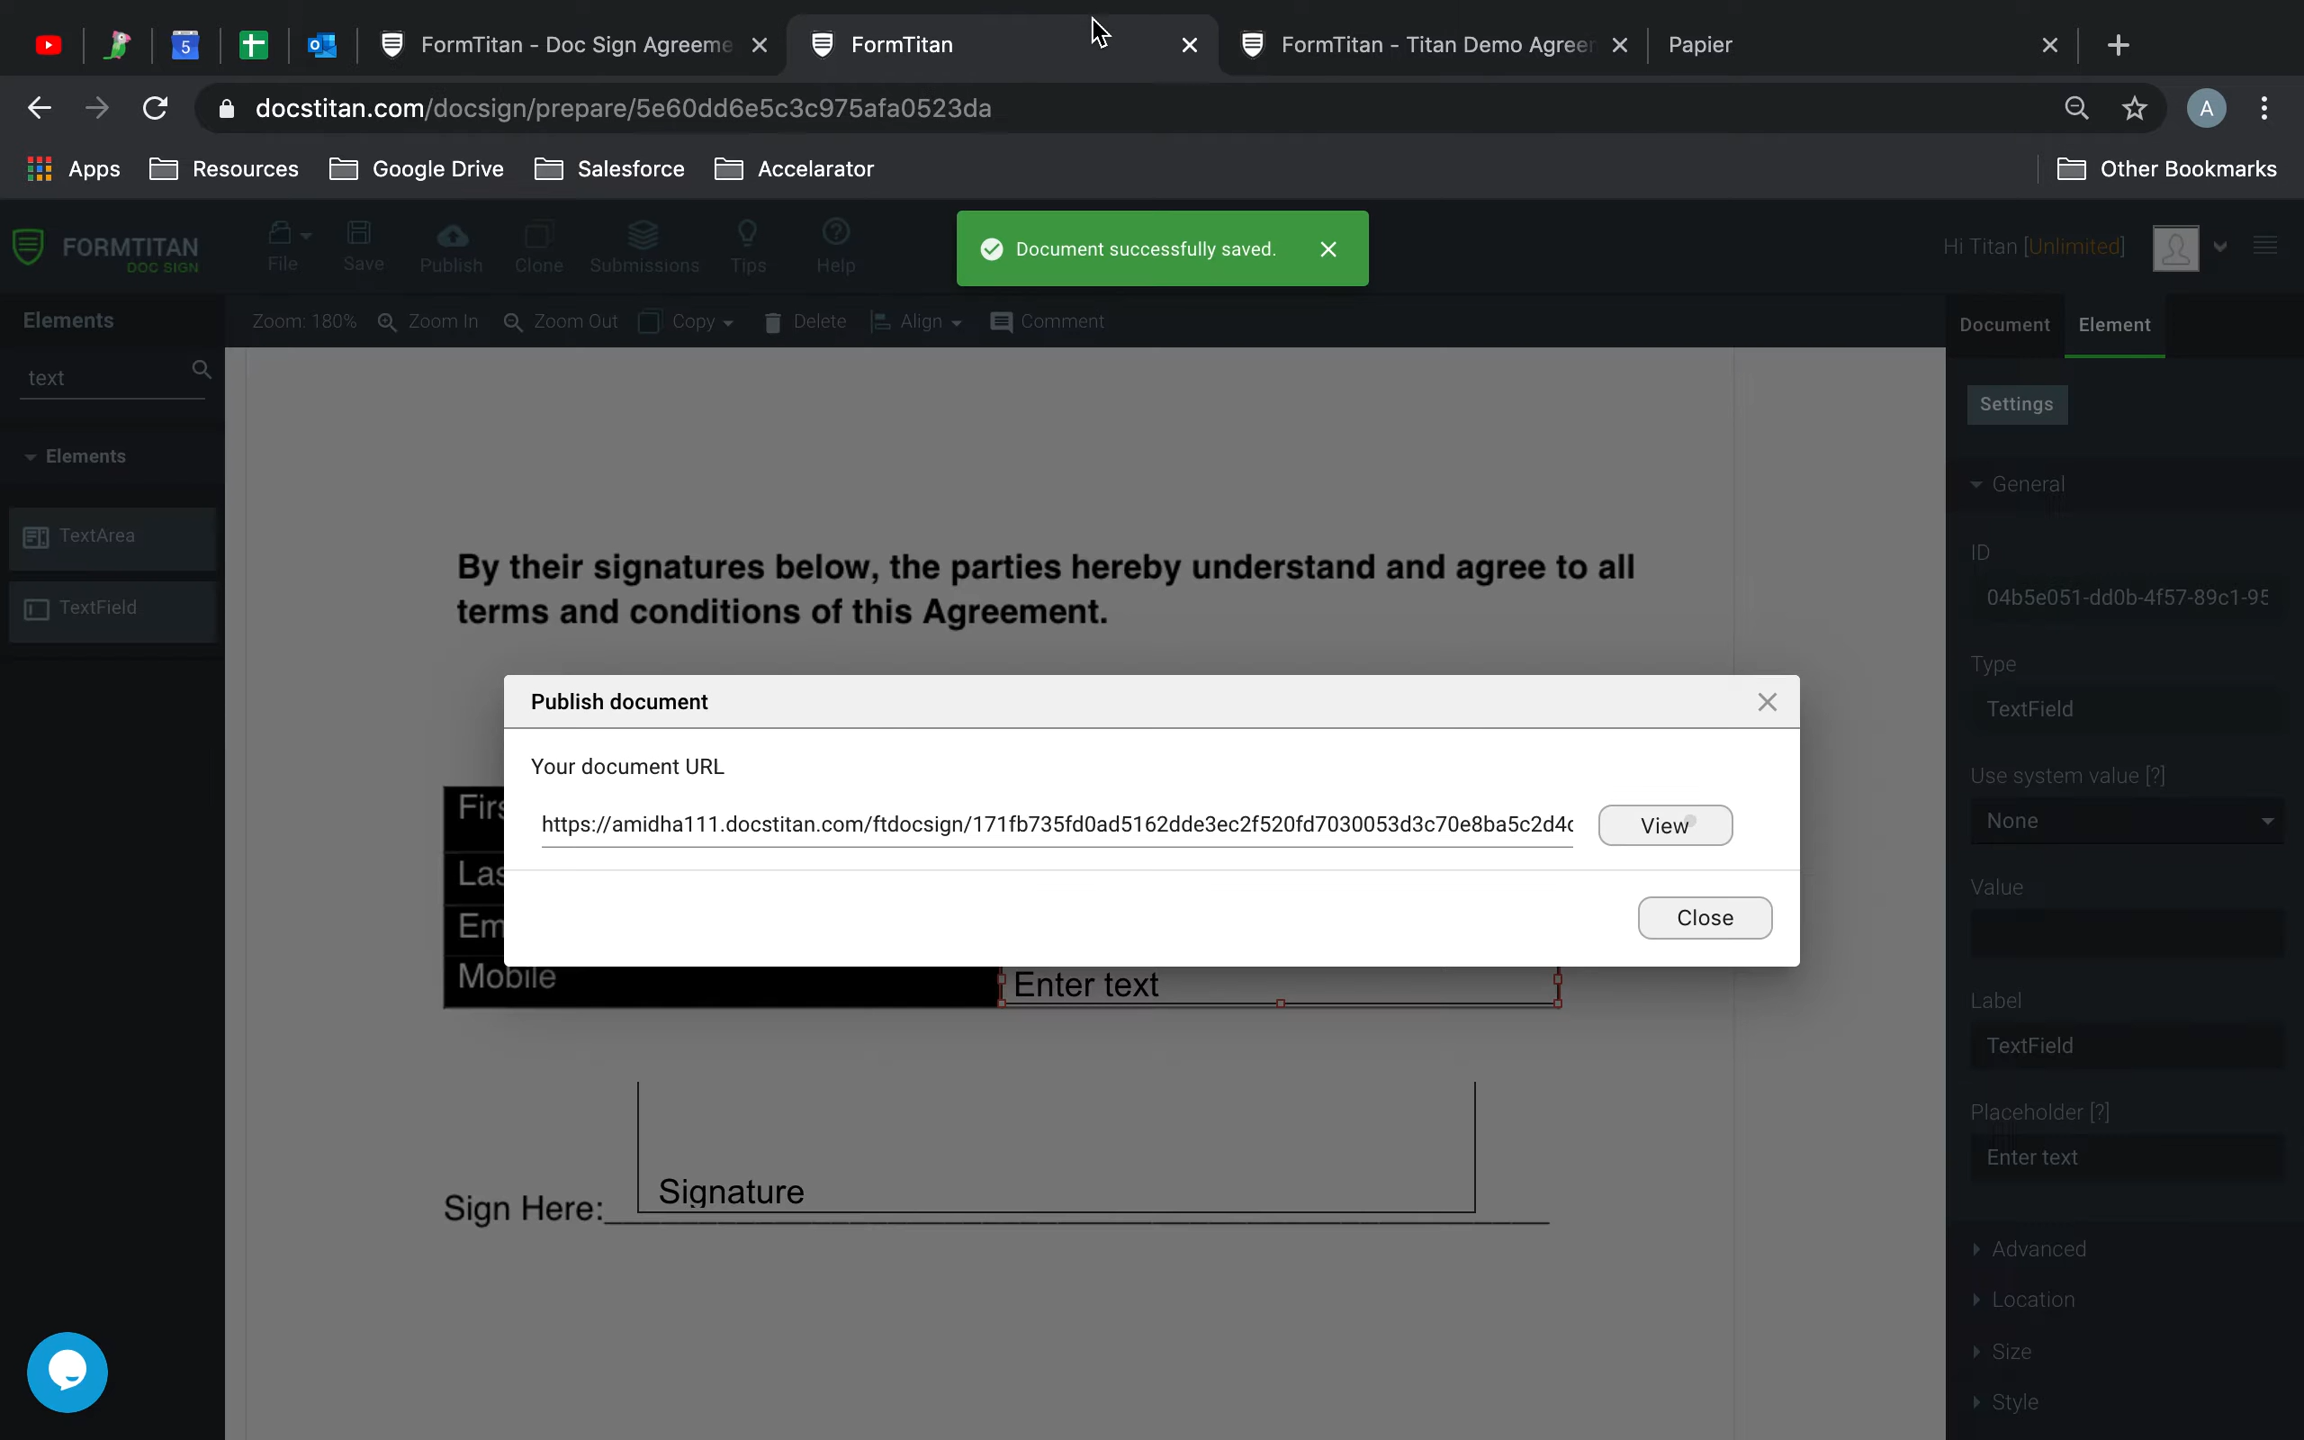 FormTitan - Doc Sign Agreeme
FormTitan
FormTitan - Titan Demo Agreer
Papier
5
docstitan.com/docsign/prepare/5e60dd6e5c3c975afa0523da
A
Apps
Resources
Google Drive
Salesforce
Accelarator
Other Bookmarks
FORMTITAN
DOC SIGN
File
Save
Publish
Clone
Submissions
Tips
Help
Document successfully saved.
Hi Titan [Unlimited]
Elements
Zoom: 180%
Zoom In
Zoom Out
Copy
Delete
Align
Comment
Document
Element
text
Settings
Elements
General
TextArea
TextField
ID
04b5e051-dd0b-4f57-89c1-95
Type
TextField
Use system value [?]
None
Value
Label
TextField
Placeholder [?]
Enter text
Advanced
Location
Size
Style
By their signatures below, the parties hereby understand and agree to all
terms and conditions of this Agreement.
Publish document
Your document URL
https://amidha111.docstitan.com/ftdocsign/171fb735fd0ad5162dde3ec2f520fd7030053d3c70e8ba5c2d4c
View
Close
Firs
Las
Em
Mobile
Enter text
Signature
Sign Here: